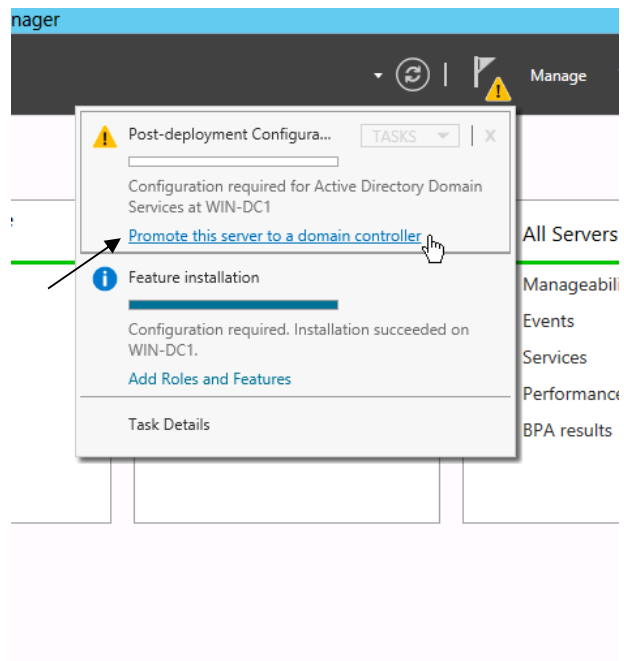 nager
Manage
Post-deployment Configura...
TASKS
X
Configuration required for Active Directory Domain
Services at WIN-DC1
Promote this server to a domain controller
All Servers
Feature installation
Manageabili
Configuration required. Installation succeeded on
WIN-DC1.
Events
Services
Add Roles and Features
Performance
Task Details
BPA results